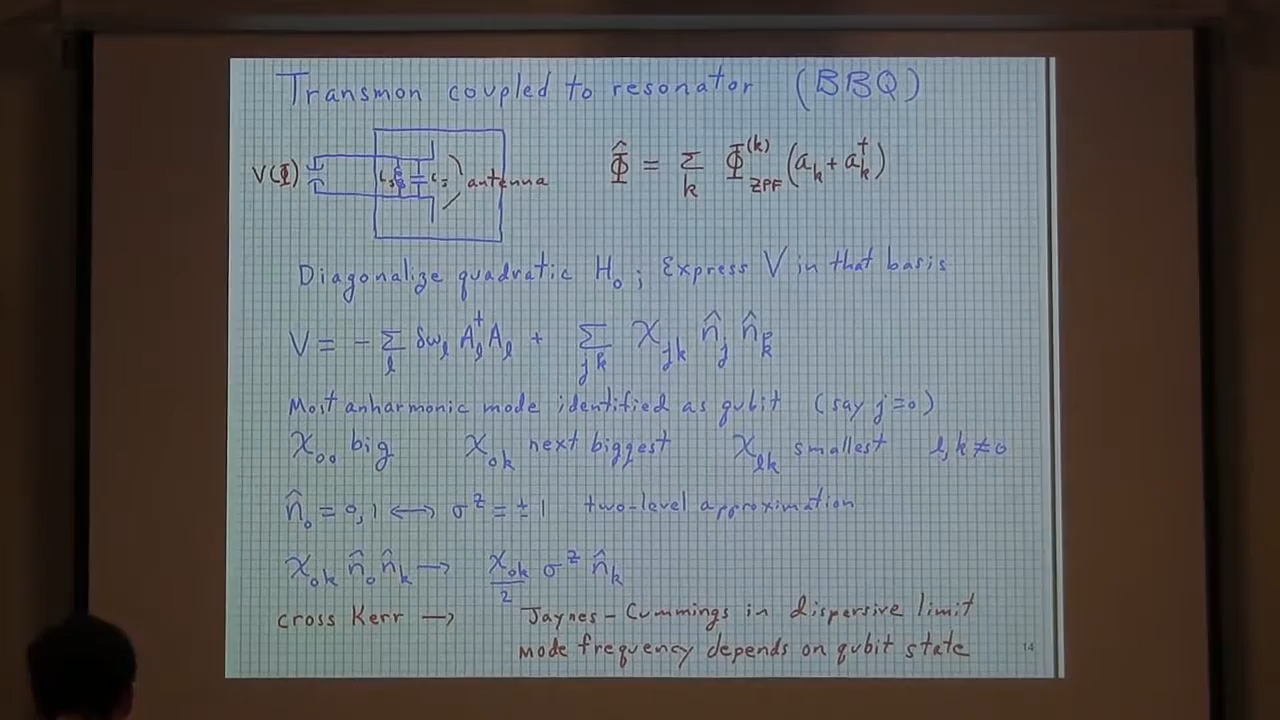 Transmon coupled to resonator (BBQ)
V(Φ) L_J C_J antenna
Φ̂ = Σ_k Φ_ZPF^(k) (a_k + a_k^†)
Diagonalize quadratic H_0 ; Express V in that basis
V = - Σ_l δω_l A_l^† A_l + Σ_jk χ_jk n̂_j n̂_k
Most anharmonic mode identified as qubit (say j=0)
χ_00 big χ_0k next biggest χ_lk smallest l,k≠0
n̂_0 = 0,1 ⟷ σ^z = ±1 two-level approximation
χ_0k n̂_0 n̂_k → χ_0k/2 σ^z n̂_k
cross Kerr → Jaynes-Cummings in dispersive limit
mode frequency depends on qubit state
14